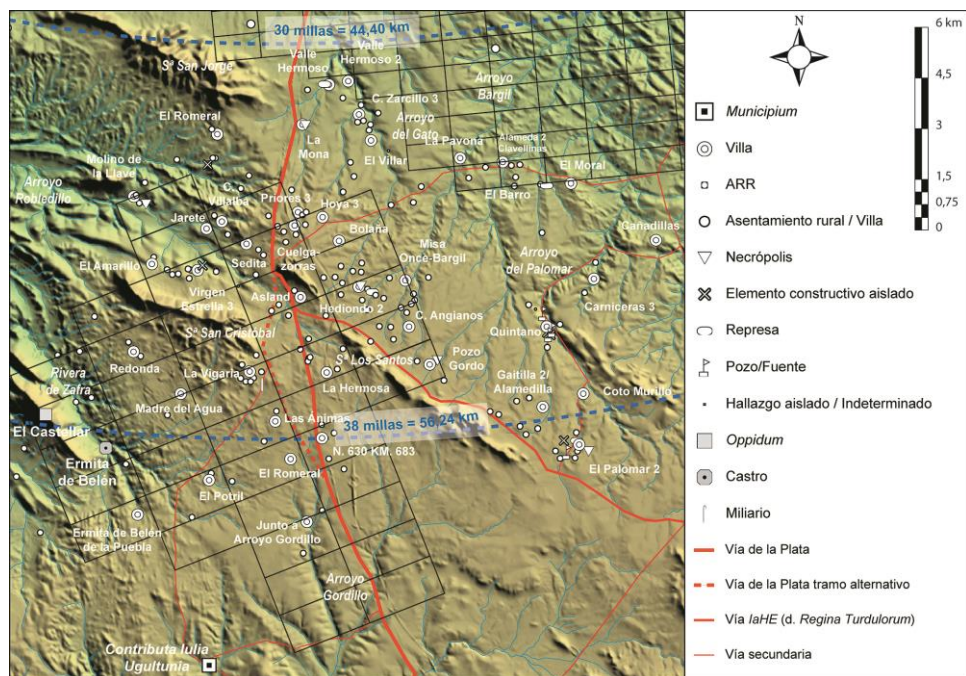 30 millas = 44,40 km
Sª San Jorge
Valle
Hermoso
Valle
Hermoso 2
Arroyo
Bargil
C. Zarcillo 3
El Romeral
Arroyo
del Gato
La
Mona
El Villar
La Pavona
Alameda 2
Clavellinas
El Moral
Molino de
la Llave
Arroyo
Robledillo
C.
Villalba
Priores 3
Hoya 3
El Barro
Jarete
Bolaña
Cañadillas
Misa
Once-Bargil
Arroyo
del Palomar
Sedita
Cuelga-
zorras
El Amarillo
Virgen
Estrella 3
Asland
Hediondo 2
Carniceras 3
C. Angianos
Quintano
Sª San Cristobal
Redonda
La Vigaria
Sª Los Santos
Pozo
Gordo
La Hermosa
Rivera
de Zafra
Gaitilla 2/
Alamedilla
Coto Murillo
Madre del Agua
El Castellar
Las Animas
38 millas = 56,24 km
N. 630 KM. 683
Ermita
de Belén
El Romeral
El Palomar 2
El Potril
Ermita de Belén
de la Puebla
Junto a
Arroyo Gordillo
Arroyo
Gordillo
Contributa Iulia
Ugultunia
N
6 km
4,5
3
1,5
0,75
0
Municipium
Villa
ARR
Asentamiento rural / Villa
Necrópolis
Elemento constructivo aislado
Represa
Pozo/Fuente
Hallazgo aislado / Indeterminado
Oppidum
Castro
Miliario
Vía de la Plata
Vía de la Plata tramo alternativo
Vía IaHE (d. Regina Turdulorum)
Vía secundaria